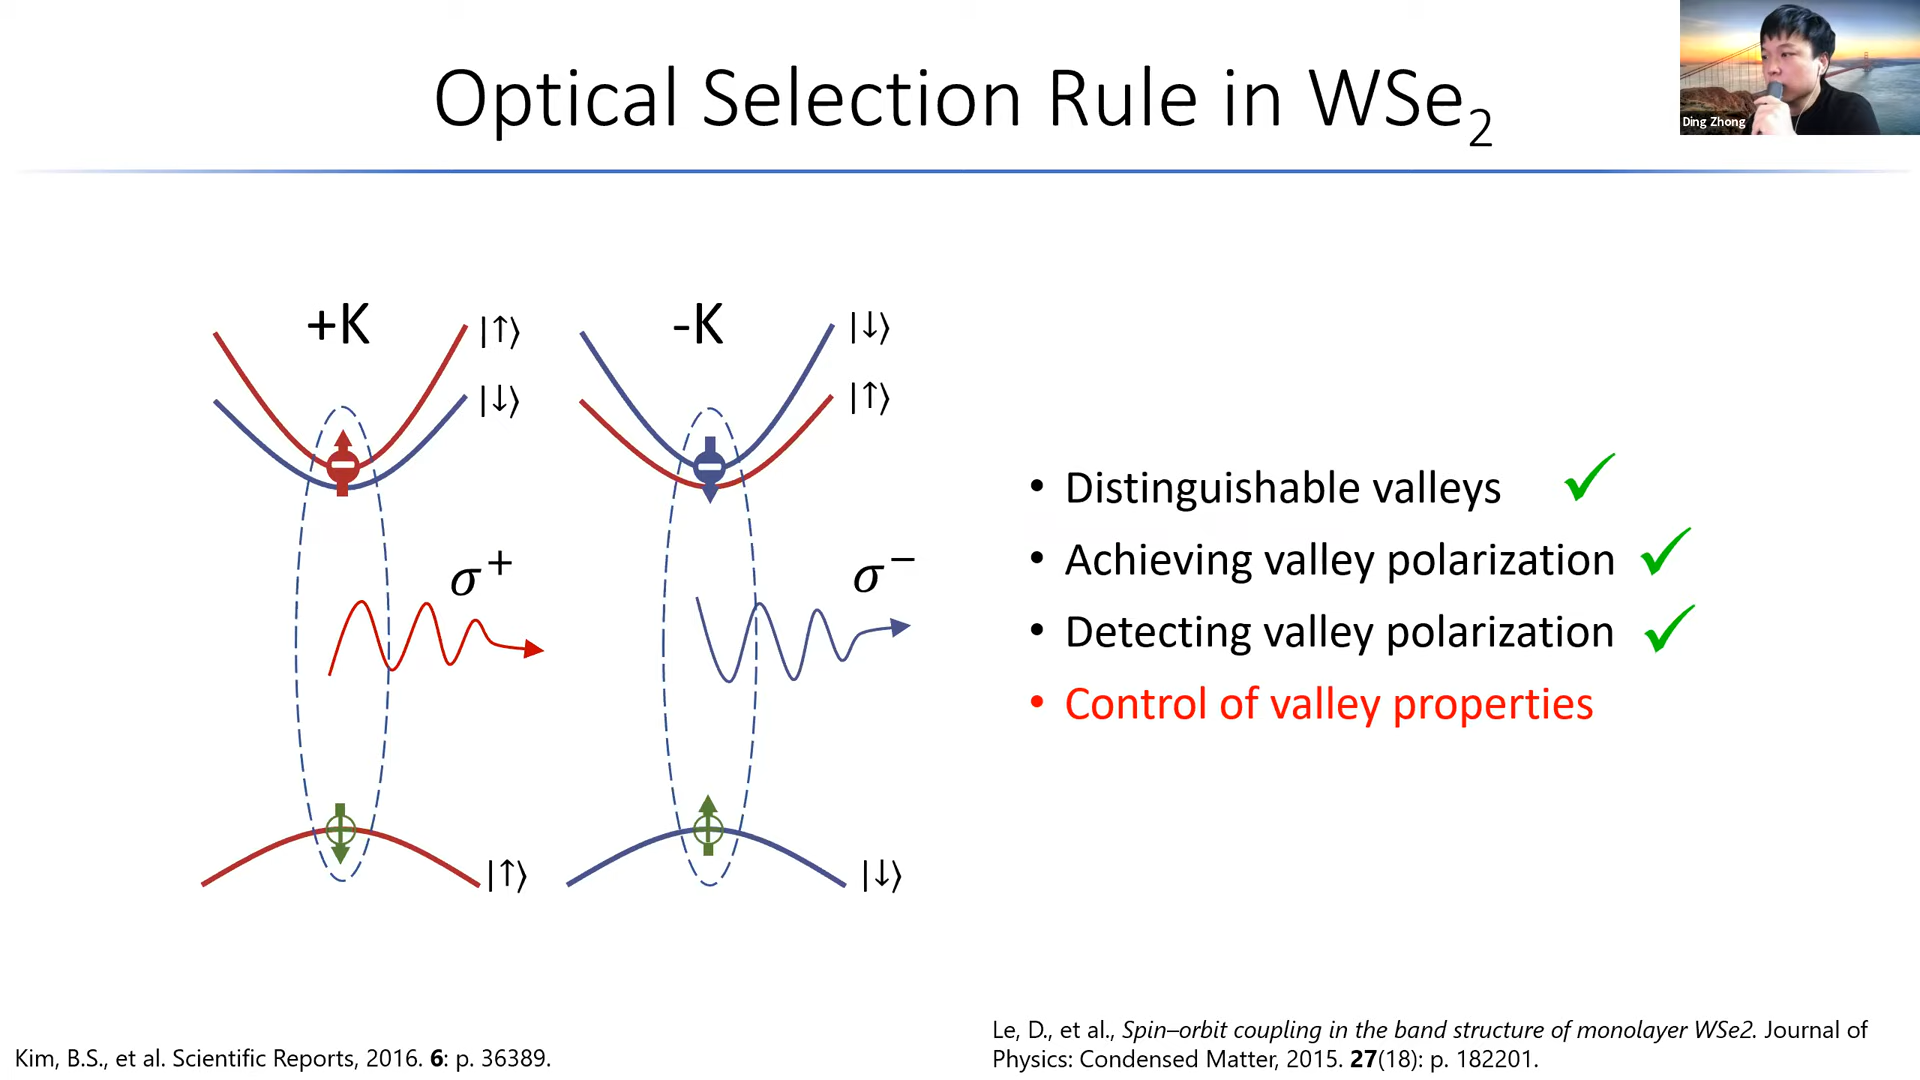 Optical Selection Rule in WSe₂
Ding Zhong
+K
|↑⟩
|↓⟩
-K
|↓⟩
|↑⟩
σ⁺
σ⁻
|↑⟩
|↓⟩
• Distinguishable valleys ✓
• Achieving valley polarization ✓
• Detecting valley polarization ✓
• Control of valley properties
Kim, B.S., et al. Scientific Reports, 2016. 6: p. 36389.
Le, D., et al., Spin–orbit coupling in the band structure of monolayer WSe2. Journal of
Physics: Condensed Matter, 2015. 27(18): p. 182201.